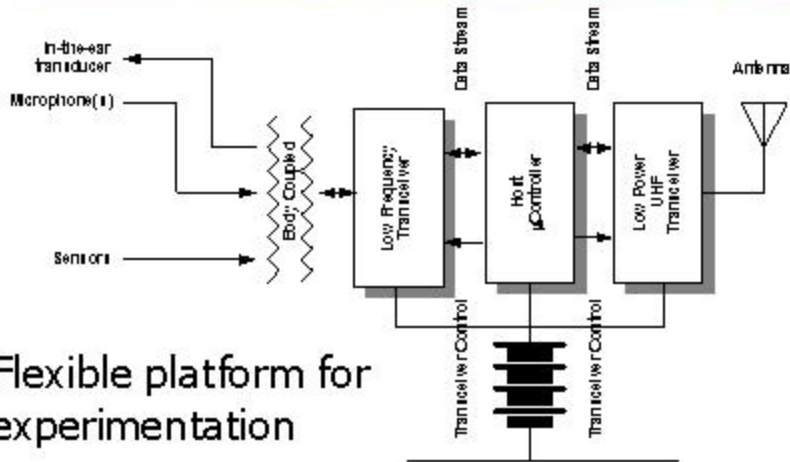 In-the-ear
transducer
Microphone(s)
Sensors
Body Coupled
Low Frequency
Transceiver
Data Stream
Host
µController
Data Stream
Low Power
UHF
Transceiver
Antenna
Transceiver Control
Transceiver Control
Flexible platform for
experimentation